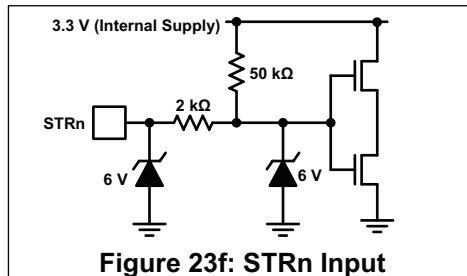 3.3 V (Internal Supply)
50 kΩ
2 kΩ
STRn
6 V
6 V
Figure 23f: STRn Input